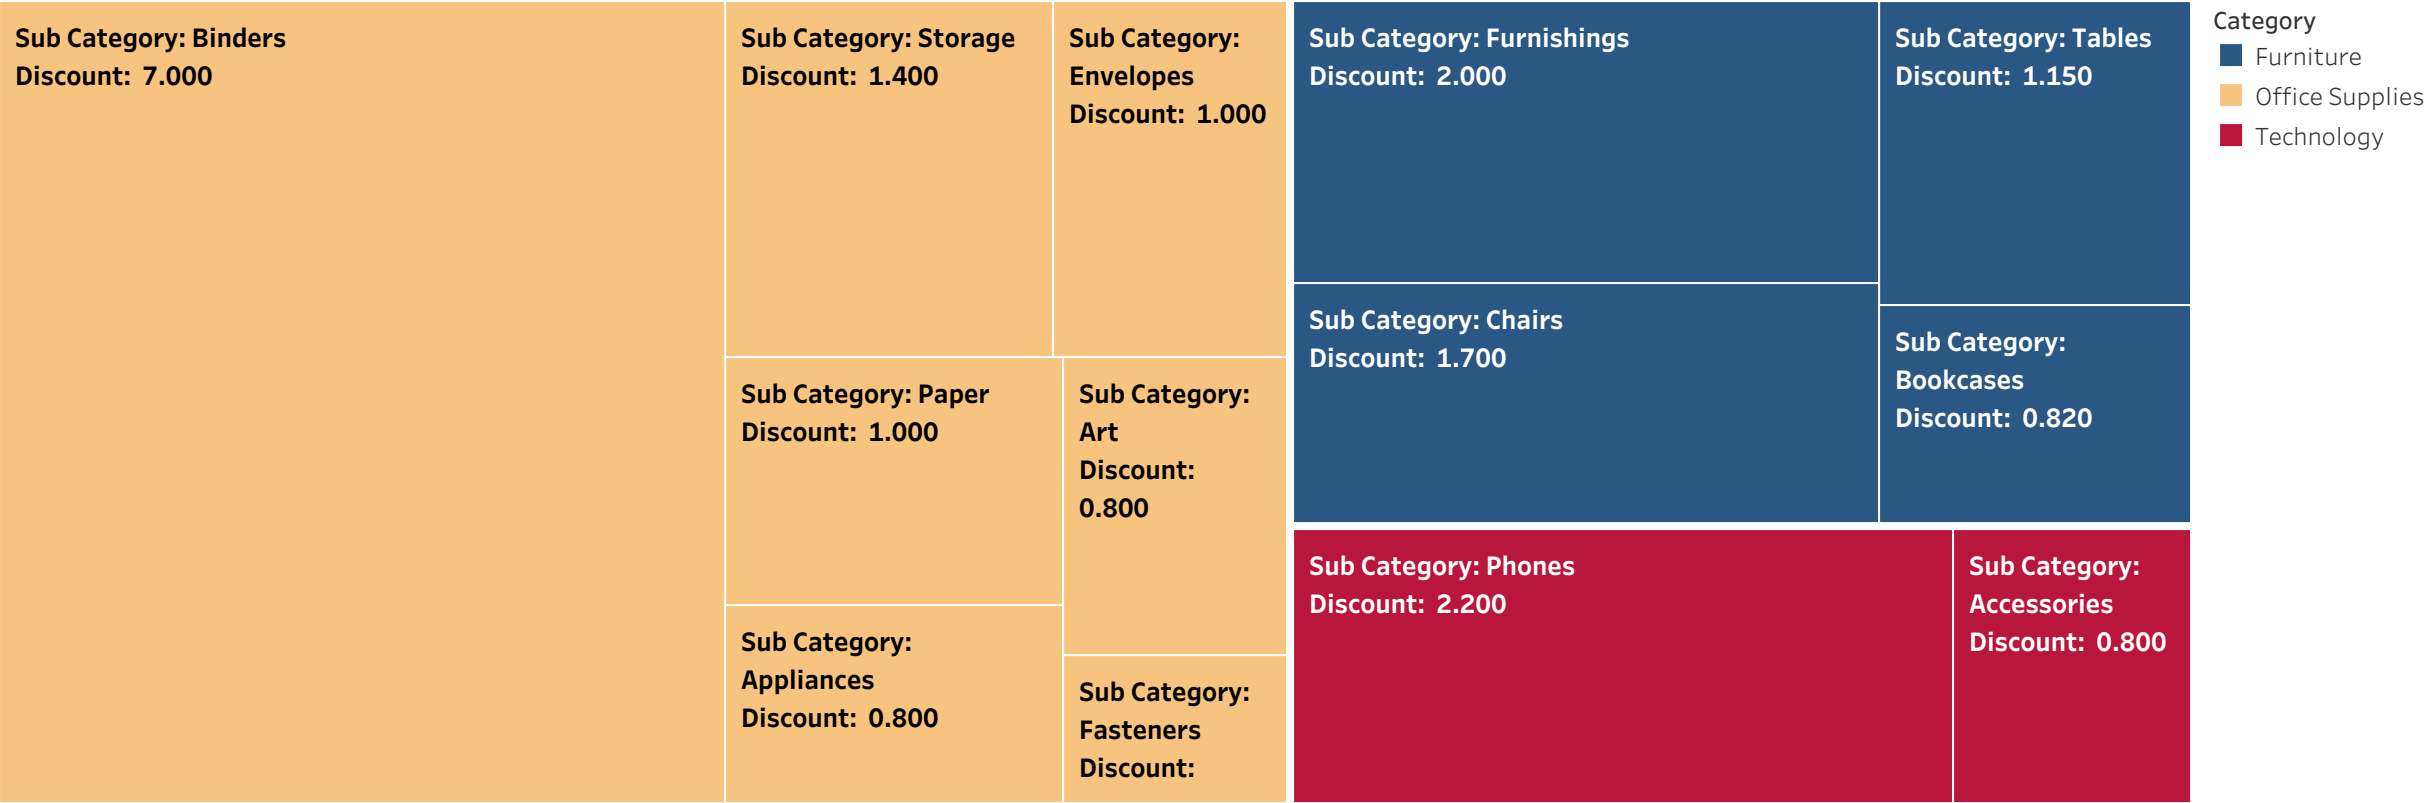 Sub Category: Binders
Discount: 7.000
Sub Category: Storage
Discount: 1.400
Sub Category:
Envelopes
Discount: 1.000
Sub Category: Paper
Discount: 1.000
Sub Category:
Art
Discount:
0.800
Sub Category:
Appliances
Discount: 0.800
Sub Category:
Fasteners
Discount:
Sub Category: Furnishings
Discount: 2.000
Sub Category: Tables
Discount: 1.150
Sub Category: Chairs
Discount: 1.700
Sub Category:
Bookcases
Discount: 0.820
Sub Category: Phones
Discount: 2.200
Sub Category:
Accessories
Discount: 0.800
Category
Furniture
Office Supplies
Technology